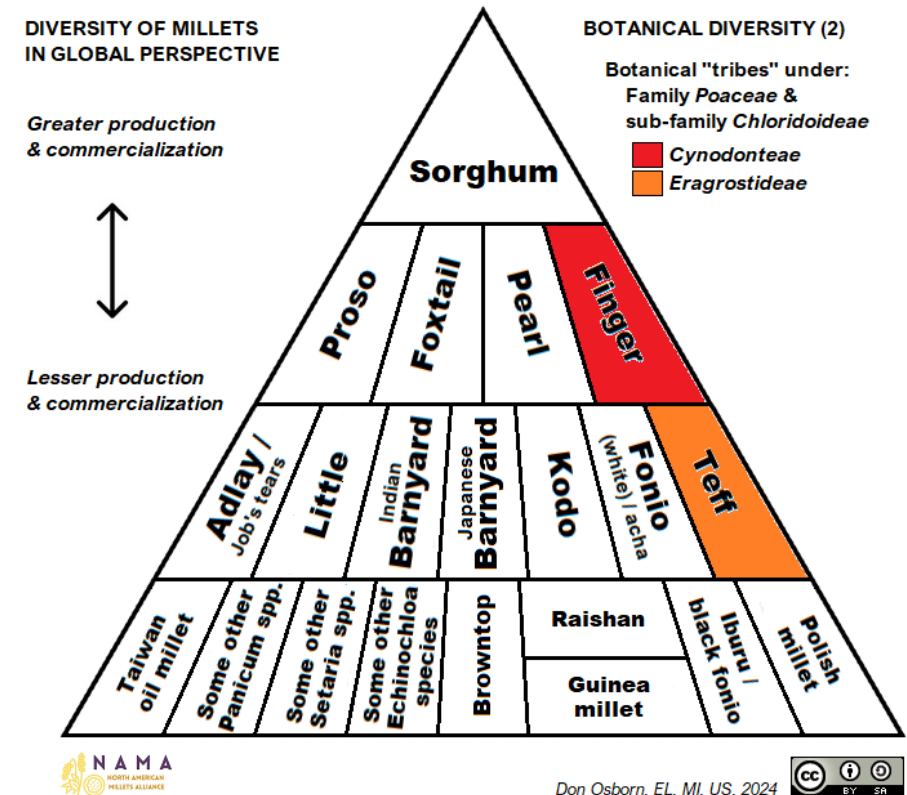 DIVERSITY OF MILLETS
IN GLOBAL PERSPECTIVE
BOTANICAL DIVERSITY (2)
Botanical "tribes" under:
Family Poaceae &
sub-family Chloridoideae
Cynodonteae
Eragrostideae
Greater production
& commercialization
Lesser production
& commercialization
Sorghum
Proso
Foxtail
Pearl
Finger
Adlay /
Job's tears
Little
Indian
Barnyard
Japanese
Barnyard
Kodo
Fonio
(white) / acha
Teff
Taiwan
oil millet
Some other
Panicum spp.
Some other
Setaria spp.
Some other
Echinochloa
species
Browntop
Raishan
Guinea
millet
Iburu /
black fonio
Polish
millet
NAMA
NORTH AMERICAN
MILLETS ALLIANCE
Don Osborn, EL, MI, US, 2024
cc
BY SA